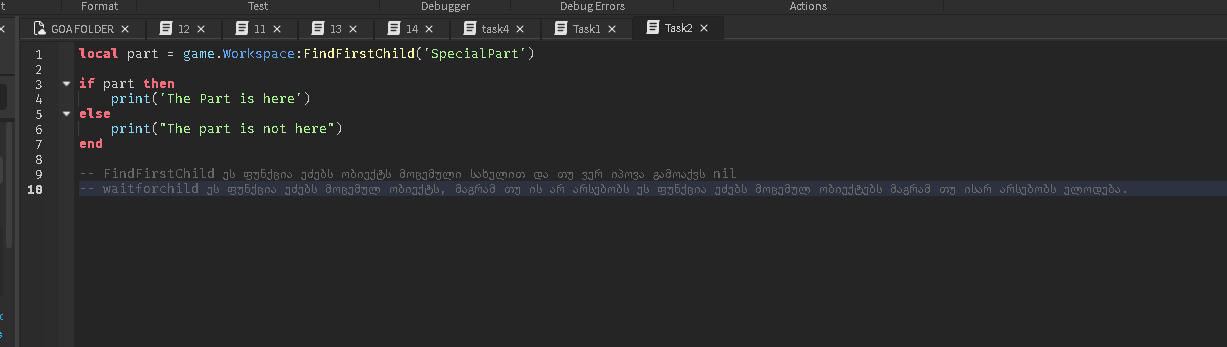 t Format Test Debugger Debug Errors Actions
GOA FOLDER 12 11 13 14 task4 Task1 Task2
1 local part = game.Workspace:FindFirstChild('SpecialPart')
2
3 if part then
4 print('The Part is here')
5 else
6 print("The part is not here")
7 end
8
9 -- FindFirstChild ეს ფუნქცია ეძებს ობიექტს მოცემული სახელით და თუ ვერ იპოვა გამოაქვს nil
10 -- waitforchild ეს ფუნქცია ეძებს მოცემულ ობიექტს, მაგრამ თუ ის არ არსებობს ეს ფუნქცია ეძებს მოცემულ ობიექტებს მაგრამ თუ ისარ არსებობს ელოდება.